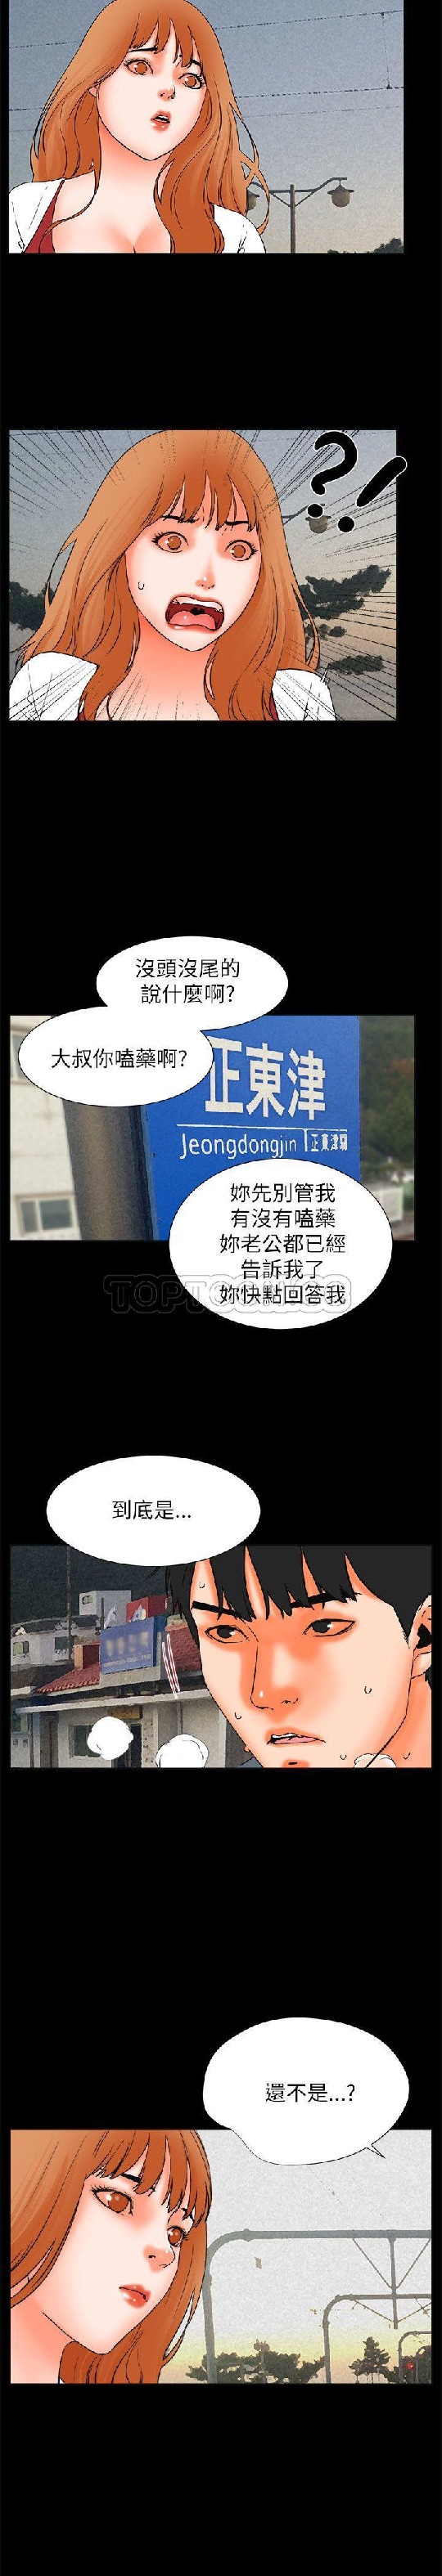 ?!
沒頭沒尾的
說什麼啊?
大叔你嗑藥啊?
正東津
Jeongdongjin
正東津驛
妳先別管我
有沒有嗑藥
妳老公都已經
告訴我了
妳快點回答我
到底是...
還不是...?